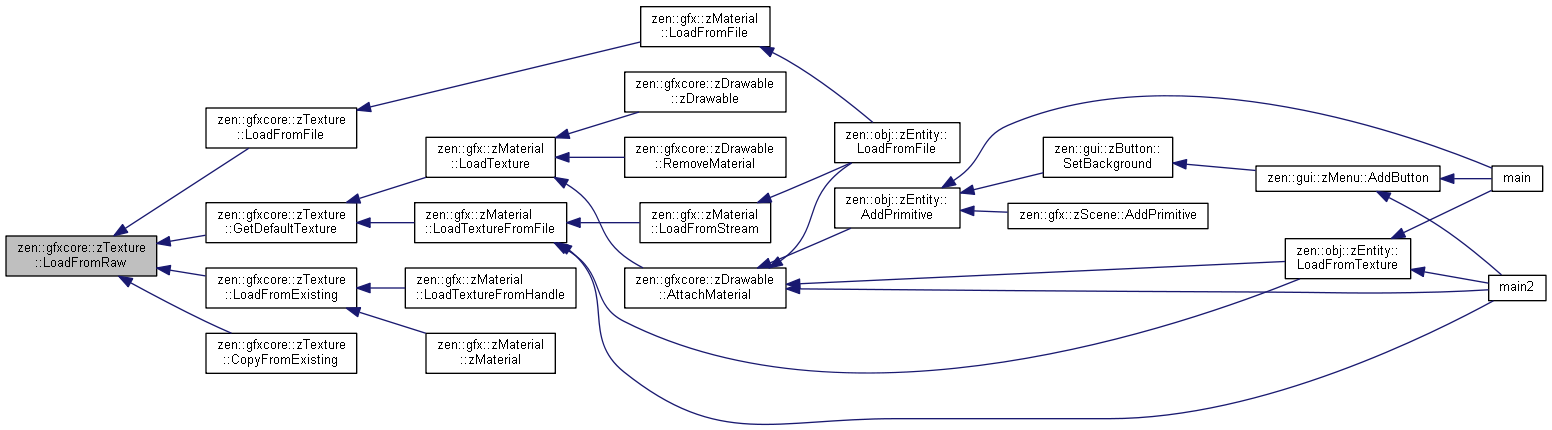 zen::gfx::zMaterial
::LoadFromFile
zen::gfxcore::zDrawable
::zDrawable
zen::gfxcore::zTexture
::LoadFromFile
zen::gfx::zMaterial
::LoadTexture
zen::gfxcore::zDrawable
::RemoveMaterial
zen::obj::zEntity::
LoadFromFile
zen::gui::zButton::
SetBackground
zen::gui::zMenu::AddButton
main
zen::gfxcore::zTexture
::GetDefaultTexture
zen::gfx::zMaterial
::LoadTextureFromFile
zen::gfx::zMaterial
::LoadFromStream
zen::obj::zEntity::
AddPrimitive
zen::gfx::zScene::AddPrimitive
zen::gfxcore::zTexture
::LoadFromRaw
zen::gfxcore::zTexture
::LoadFromExisting
zen::gfx::zMaterial
::LoadTextureFromHandle
zen::gfxcore::zDrawable
::AttachMaterial
zen::obj::zEntity::
LoadFromTexture
main2
zen::gfxcore::zTexture
::CopyFromExisting
zen::gfx::zMaterial
::zMaterial